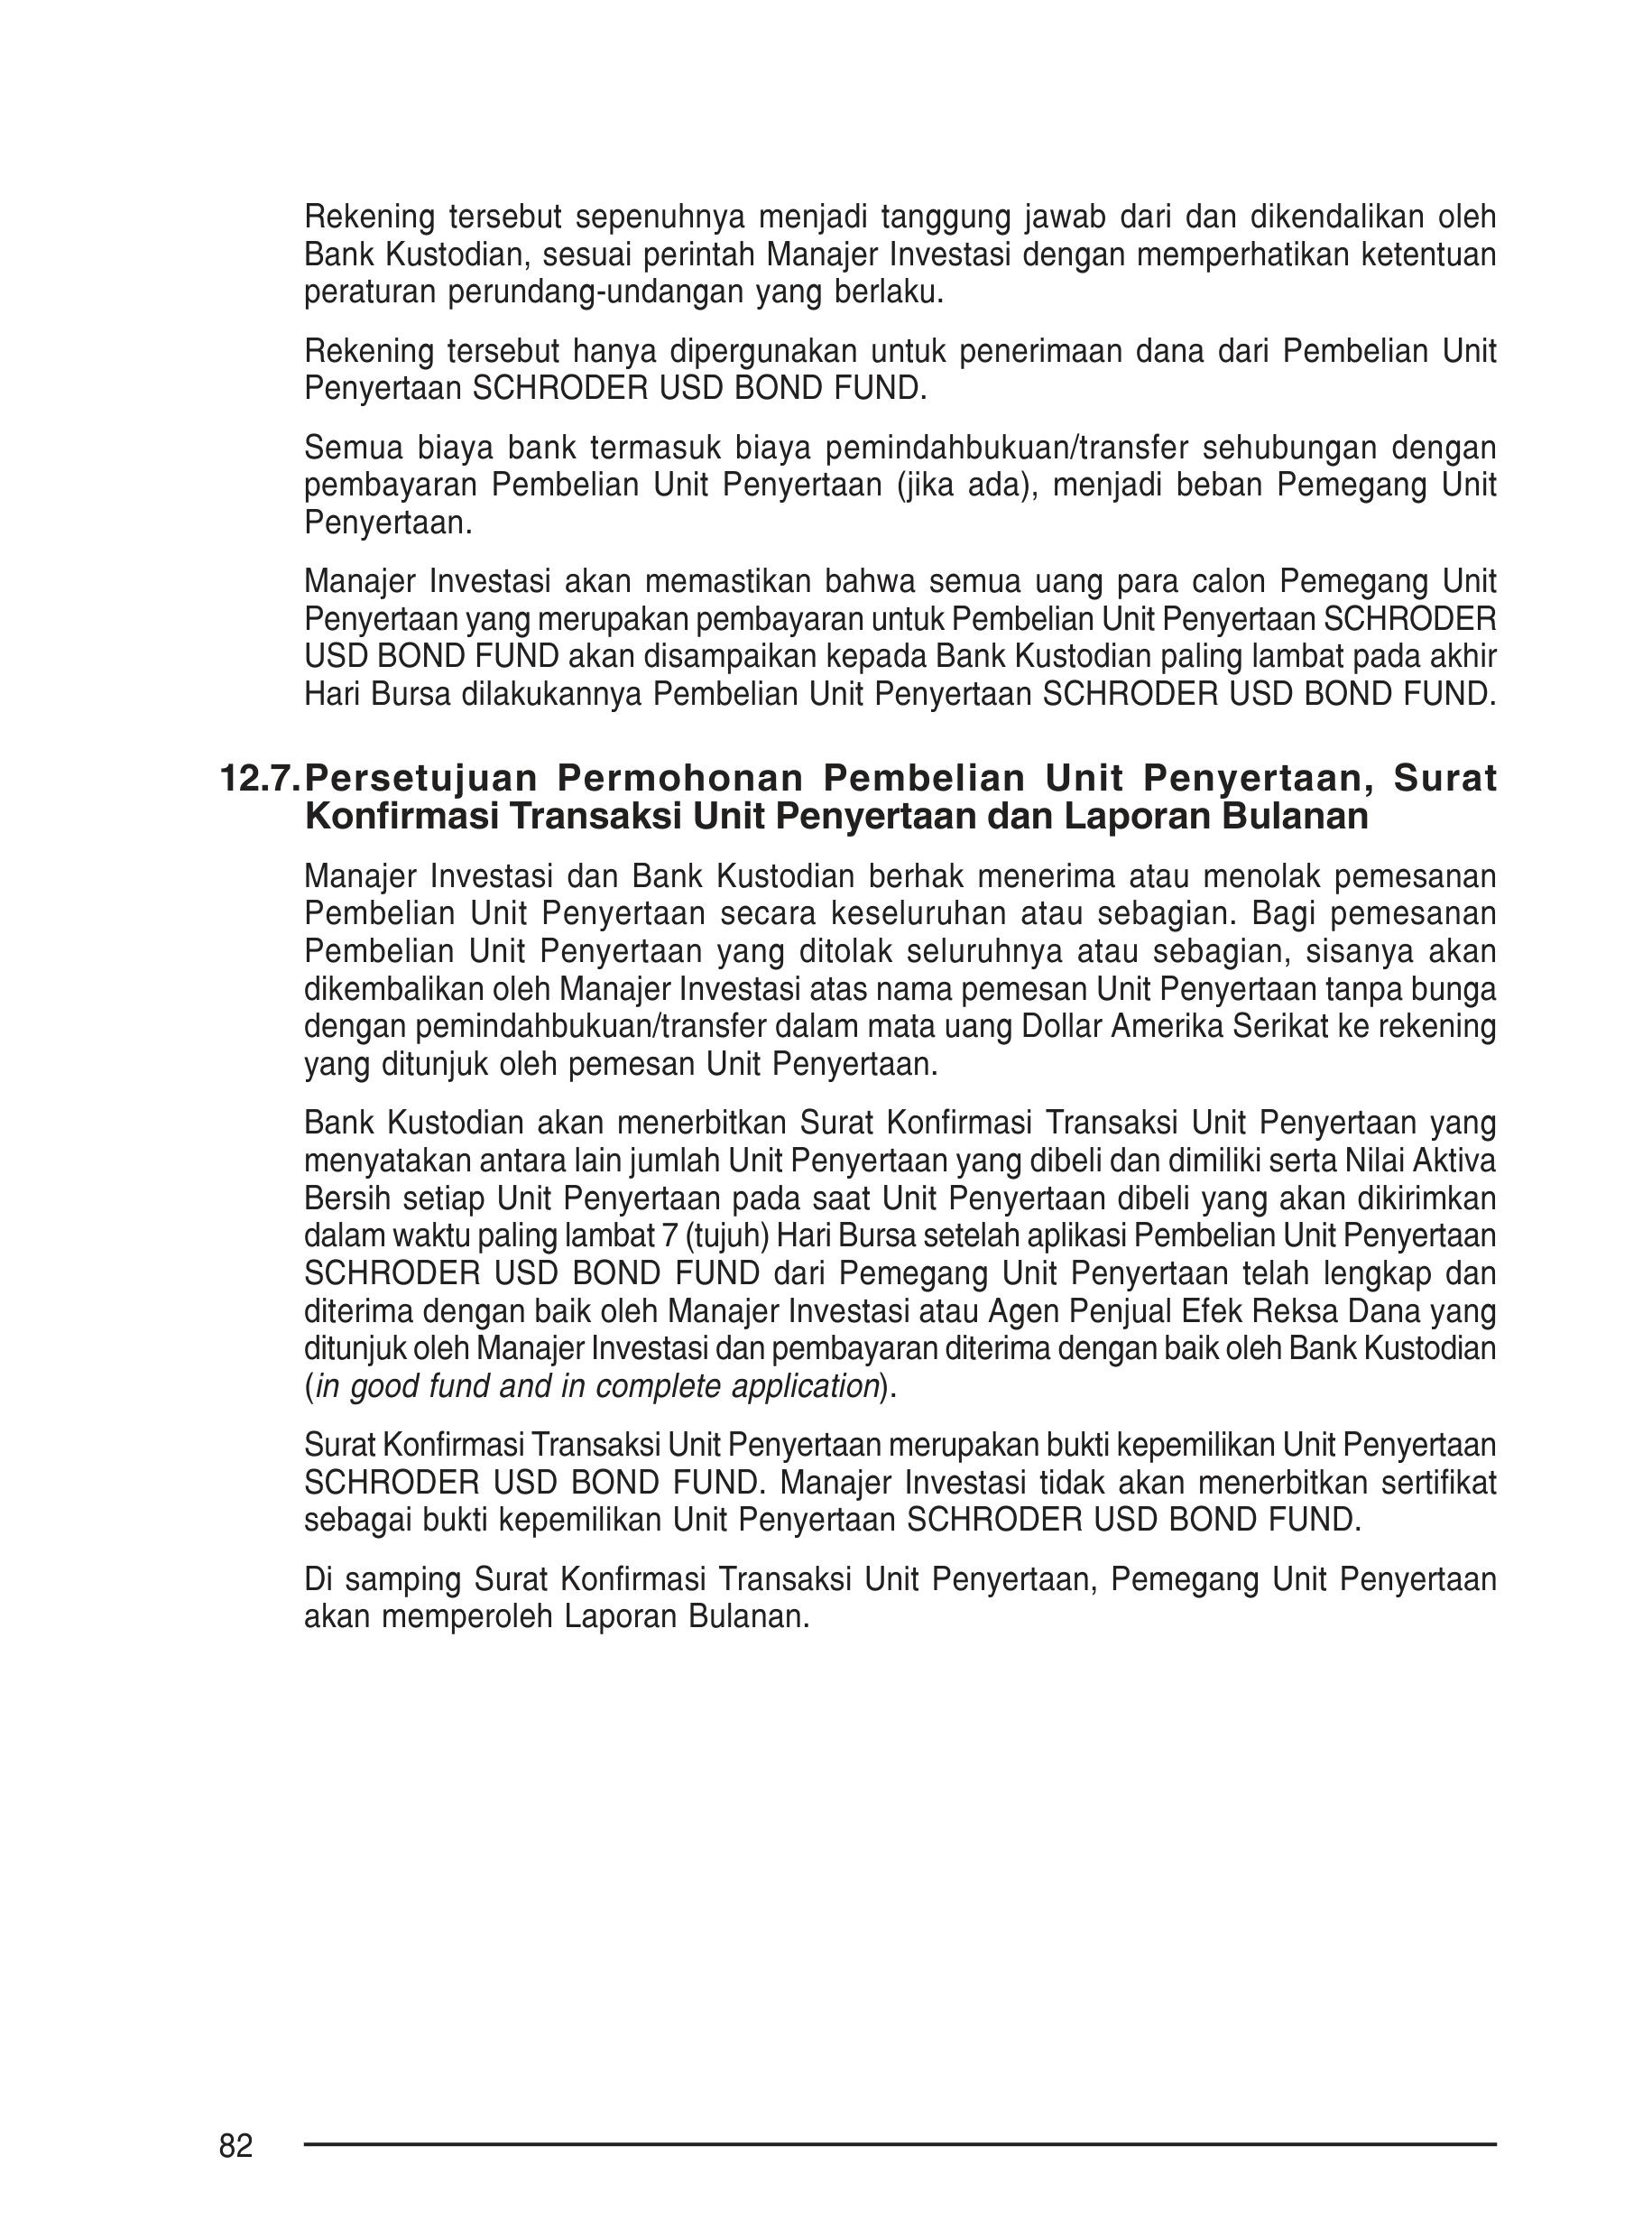 Rekening tersebut sepenuhnya menjadi tanggung jawab dari dan dikendalikan oleh
Bank Kustodian, sesuai perintah Manajer Investasi dengan memperhatikan ketentuan
peraturan perundang-undangan yang berlaku.
Rekening tersebut hanya dipergunakan untuk penerimaan dana dari Pembelian Unit
Penyertaan SCHRODER USD BOND FUND.
Semua biaya bank termasuk biaya pemindahbukuan/transfer sehubungan dengan
pembayaran Pembelian Unit Penyertaan (jika ada), menjadi beban Pemegang Unit
Penyertaan.
Manajer Investasi akan memastikan bahwa semua uang para calon Pemegang Unit
Penyertaan yang merupakan pembayaran untuk Pembelian Unit Penyertaan SCHRODER
USD BOND FUND akan disampaikan kepada Bank Kustodian paling lambat pada akhir
Hari Bursa dilakukannya Pembelian Unit Penyertaan SCHRODER USD BOND FUND.
12.7. Persetujuan Permohonan Pembelian Unit Penyertaan, Surat
Konfirmasi Transaksi Unit Penyertaan dan Laporan Bulanan
Manajer Investasi dan Bank Kustodian berhak menerima atau menolak pemesanan
Pembelian Unit Penyertaan secara keseluruhan atau sebagian. Bagi pemesanan
Pembelian Unit Penyertaan yang ditolak seluruhnya atau sebagian, sisanya akan
dikembalikan oleh Manajer Investasi atas nama pemesan Unit Penyertaan tanpa bunga
dengan pemindahbukuan/transfer dalam mata uang Dollar Amerika Serikat ke rekening
yang ditunjuk oleh pemesan Unit Penyertaan.
Bank Kustodian akan menerbitkan Surat Konfirmasi Transaksi Unit Penyertaan yang
menyatakan antara lain jumlah Unit Penyertaan yang dibeli dan dimiliki serta Nilai Aktiva
Bersih setiap Unit Penyertaan pada saat Unit Penyertaan dibeli yang akan dikirimkan
dalam waktu paling lambat 7 (tujuh) Hari Bursa setelah aplikasi Pembelian Unit Penyertaan
SCHRODER USD BOND FUND dari Pemegang Unit Penyertaan telah lengkap dan
diterima dengan baik oleh Manajer Investasi atau Agen Penjual Efek Reksa Dana yang
ditunjuk oleh Manajer Investasi dan pembayaran diterima dengan baik oleh Bank Kustodian
(in good fund and in complete application).
Surat Konfirmasi Transaksi Unit Penyertaan merupakan bukti kepemilikan Unit Penyertaan
SCHRODER USD BOND FUND. Manajer Investasi tidak akan menerbitkan sertifikat
sebagai bukti kepemilikan Unit Penyertaan SCHRODER USD BOND FUND.
Di samping Surat Konfirmasi Transaksi Unit Penyertaan, Pemegang Unit Penyertaan
akan memperoleh Laporan Bulanan.
82